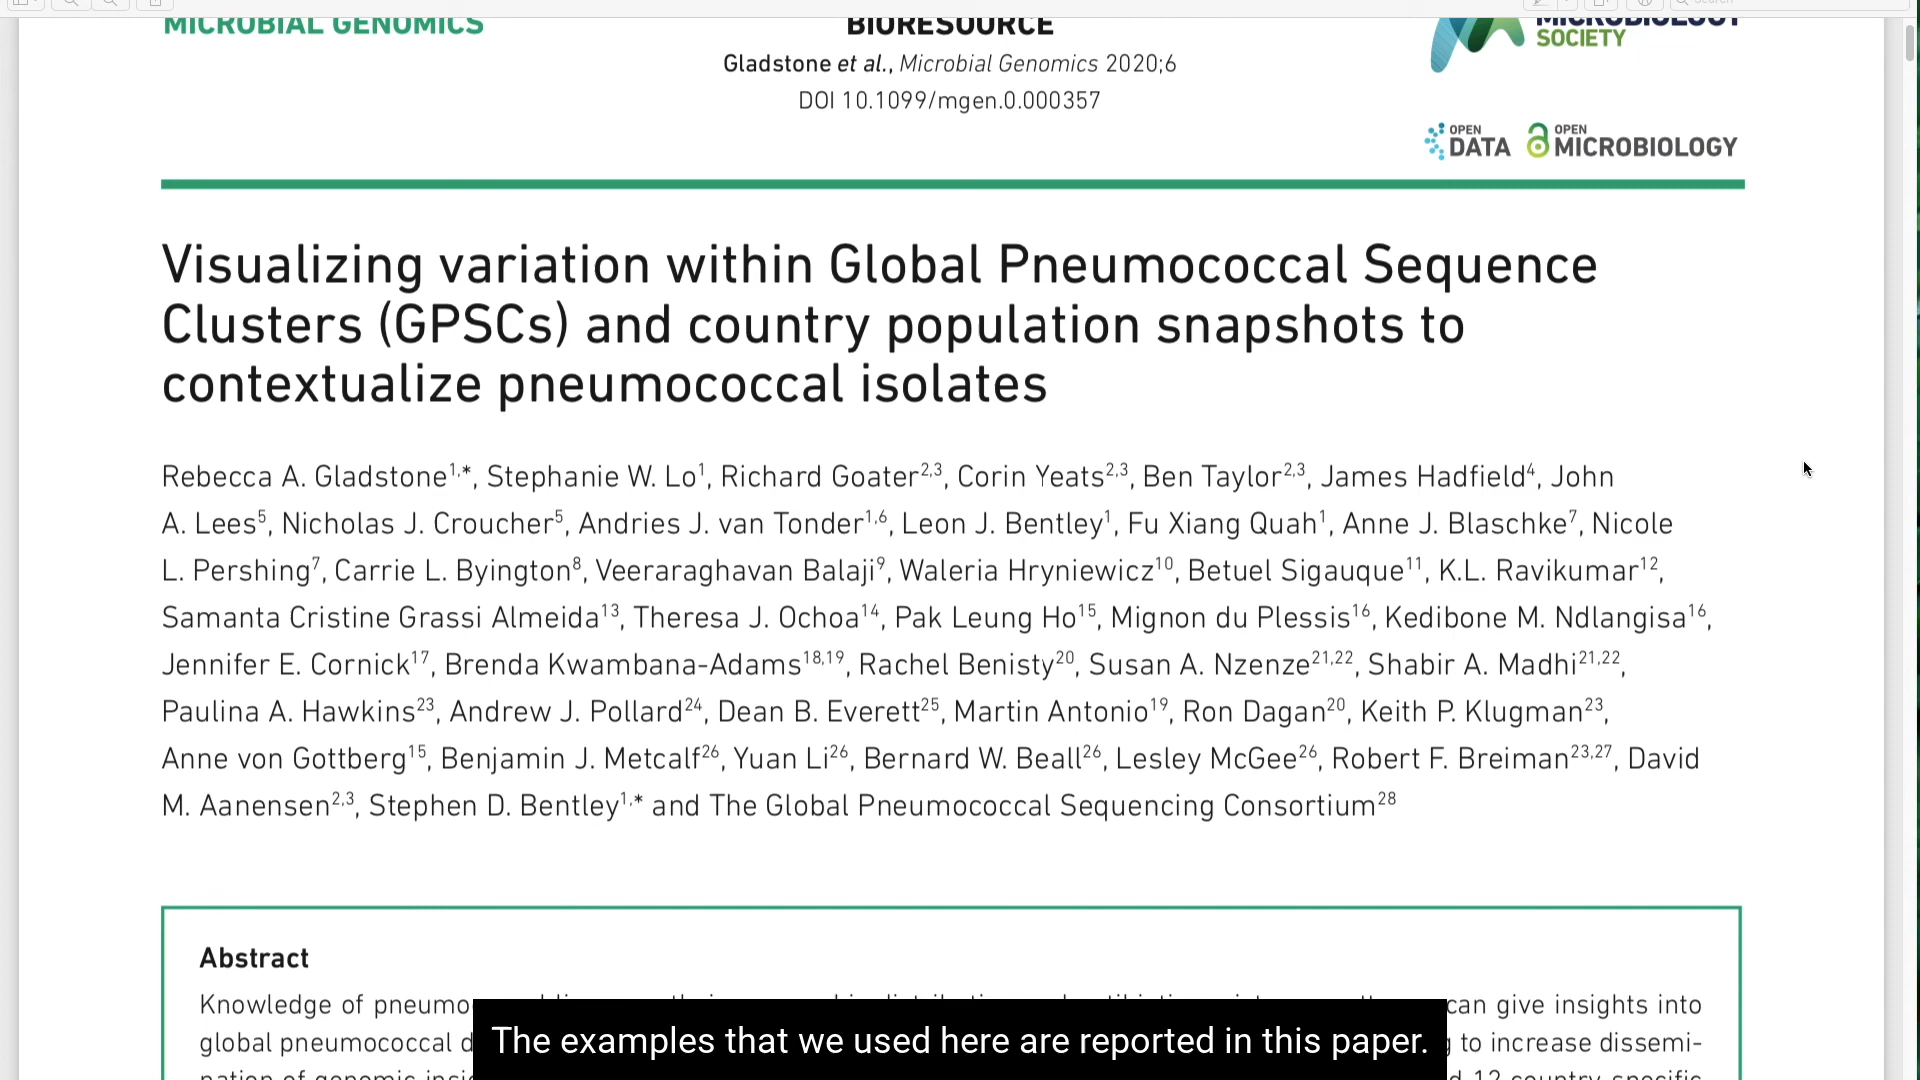 MICROBIAL GENOMICS
BIORESOURCE
Gladstone et al., Microbial Genomics 2020;6
DOI 10.1099/mgen.0.000357
MICROBIOLOGY
SOCIETY
OPEN DATA
OPEN MICROBIOLOGY
Visualizing variation within Global Pneumococcal Sequence
Clusters (GPSCs) and country population snapshots to
contextualize pneumococcal isolates
Rebecca A. Gladstone1,*, Stephanie W. Lo1, Richard Goater2,3, Corin Yeats2,3, Ben Taylor2,3, James Hadfield4, John
A. Lees5, Nicholas J. Croucher5, Andries J. van Tonder1,6, Leon J. Bentley1, Fu Xiang Quah1, Anne J. Blaschke7, Nicole
L. Pershing7, Carrie L. Byington8, Veeraraghavan Balaji9, Waleria Hryniewicz10, Betuel Sigauque11, K.L. Ravikumar12,
Samanta Cristine Grassi Almeida13, Theresa J. Ochoa14, Pak Leung Ho15, Mignon du Plessis16, Kedibone M. Ndlangisa16,
Jennifer E. Cornick17, Brenda Kwambana-Adams18,19, Rachel Benisty20, Susan A. Nzenze21,22, Shabir A. Madhi21,22,
Paulina A. Hawkins23, Andrew J. Pollard24, Dean B. Everett25, Martin Antonio19, Ron Dagan20, Keith P. Klugman23,
Anne von Gottberg15, Benjamin J. Metcalf26, Yuan Li26, Bernard W. Beall26, Lesley McGee26, Robert F. Breiman23,27, David
M. Aanensen2,3, Stephen D. Bentley1,* and The Global Pneumococcal Sequencing Consortium28
Abstract
Knowledge of can give insights into
global pneumococcal to increase dissemi-
The examples that we used here are reported in this paper.
nation of genomic 12 country-specific